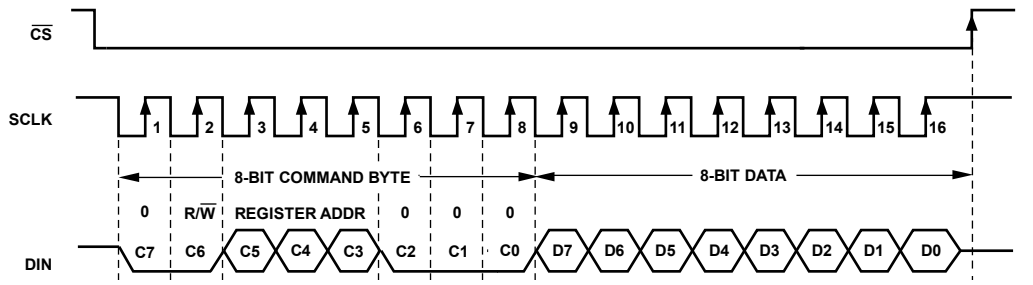 CS
SCLK
1 2 3 4 5 6 7 8 9 10 11 12 13 14 15 16
8-BIT COMMAND BYTE 8-BIT DATA
0 R/W REGISTER ADDR 0 0 0
DIN C7 C6 C5 C4 C3 C2 C1 C0 D7 D6 D5 D4 D3 D2 D1 D0